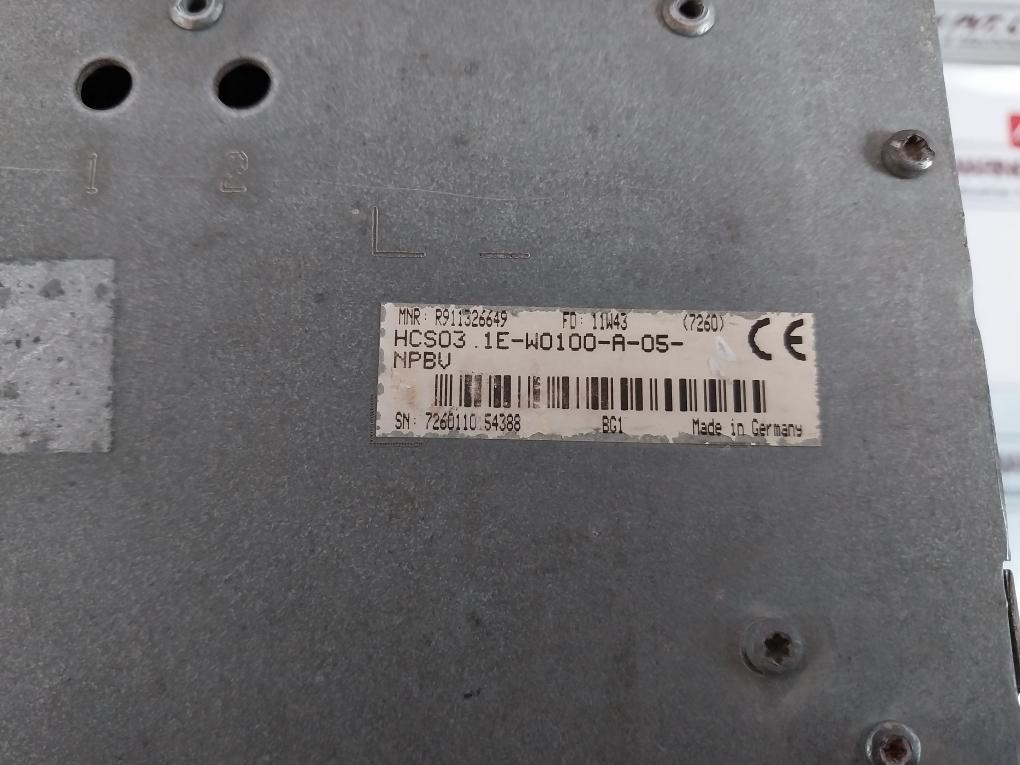 1 2
L
MNR: R911326649 FD: 11W43 (7260)
HCS03.1E-W0100-A-05-
NPBV
CE
SN: 7260110 54388 BG1 Made in Germany